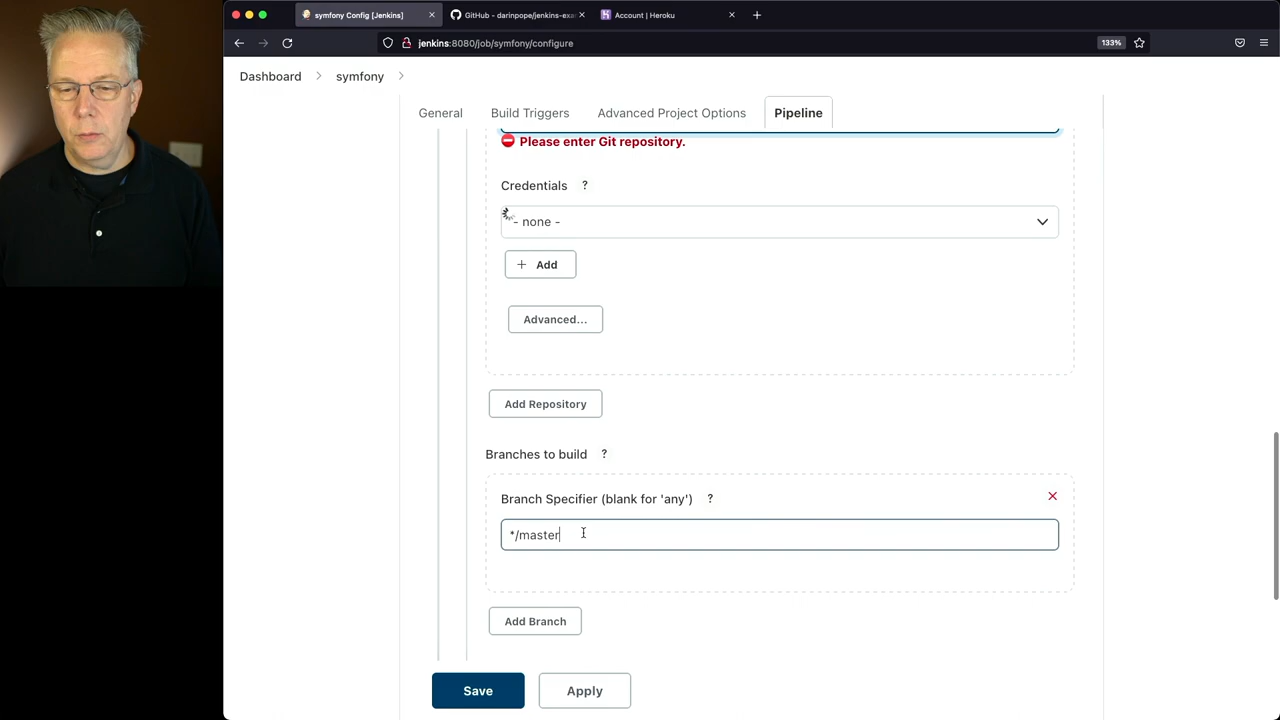 symfony Config [Jenkins]
GitHub - darinpope/jenkins-exa
Account | Heroku
jenkins:8080/job/symfony/configure
133%
Dashboard
symfony
General
Build Triggers
Advanced Project Options
Pipeline
Please enter Git repository.
Credentials ?
- none -
+ Add
Advanced...
Add Repository
Branches to build ?
Branch Specifier (blank for 'any') ?
*/master
Add Branch
Save
Apply